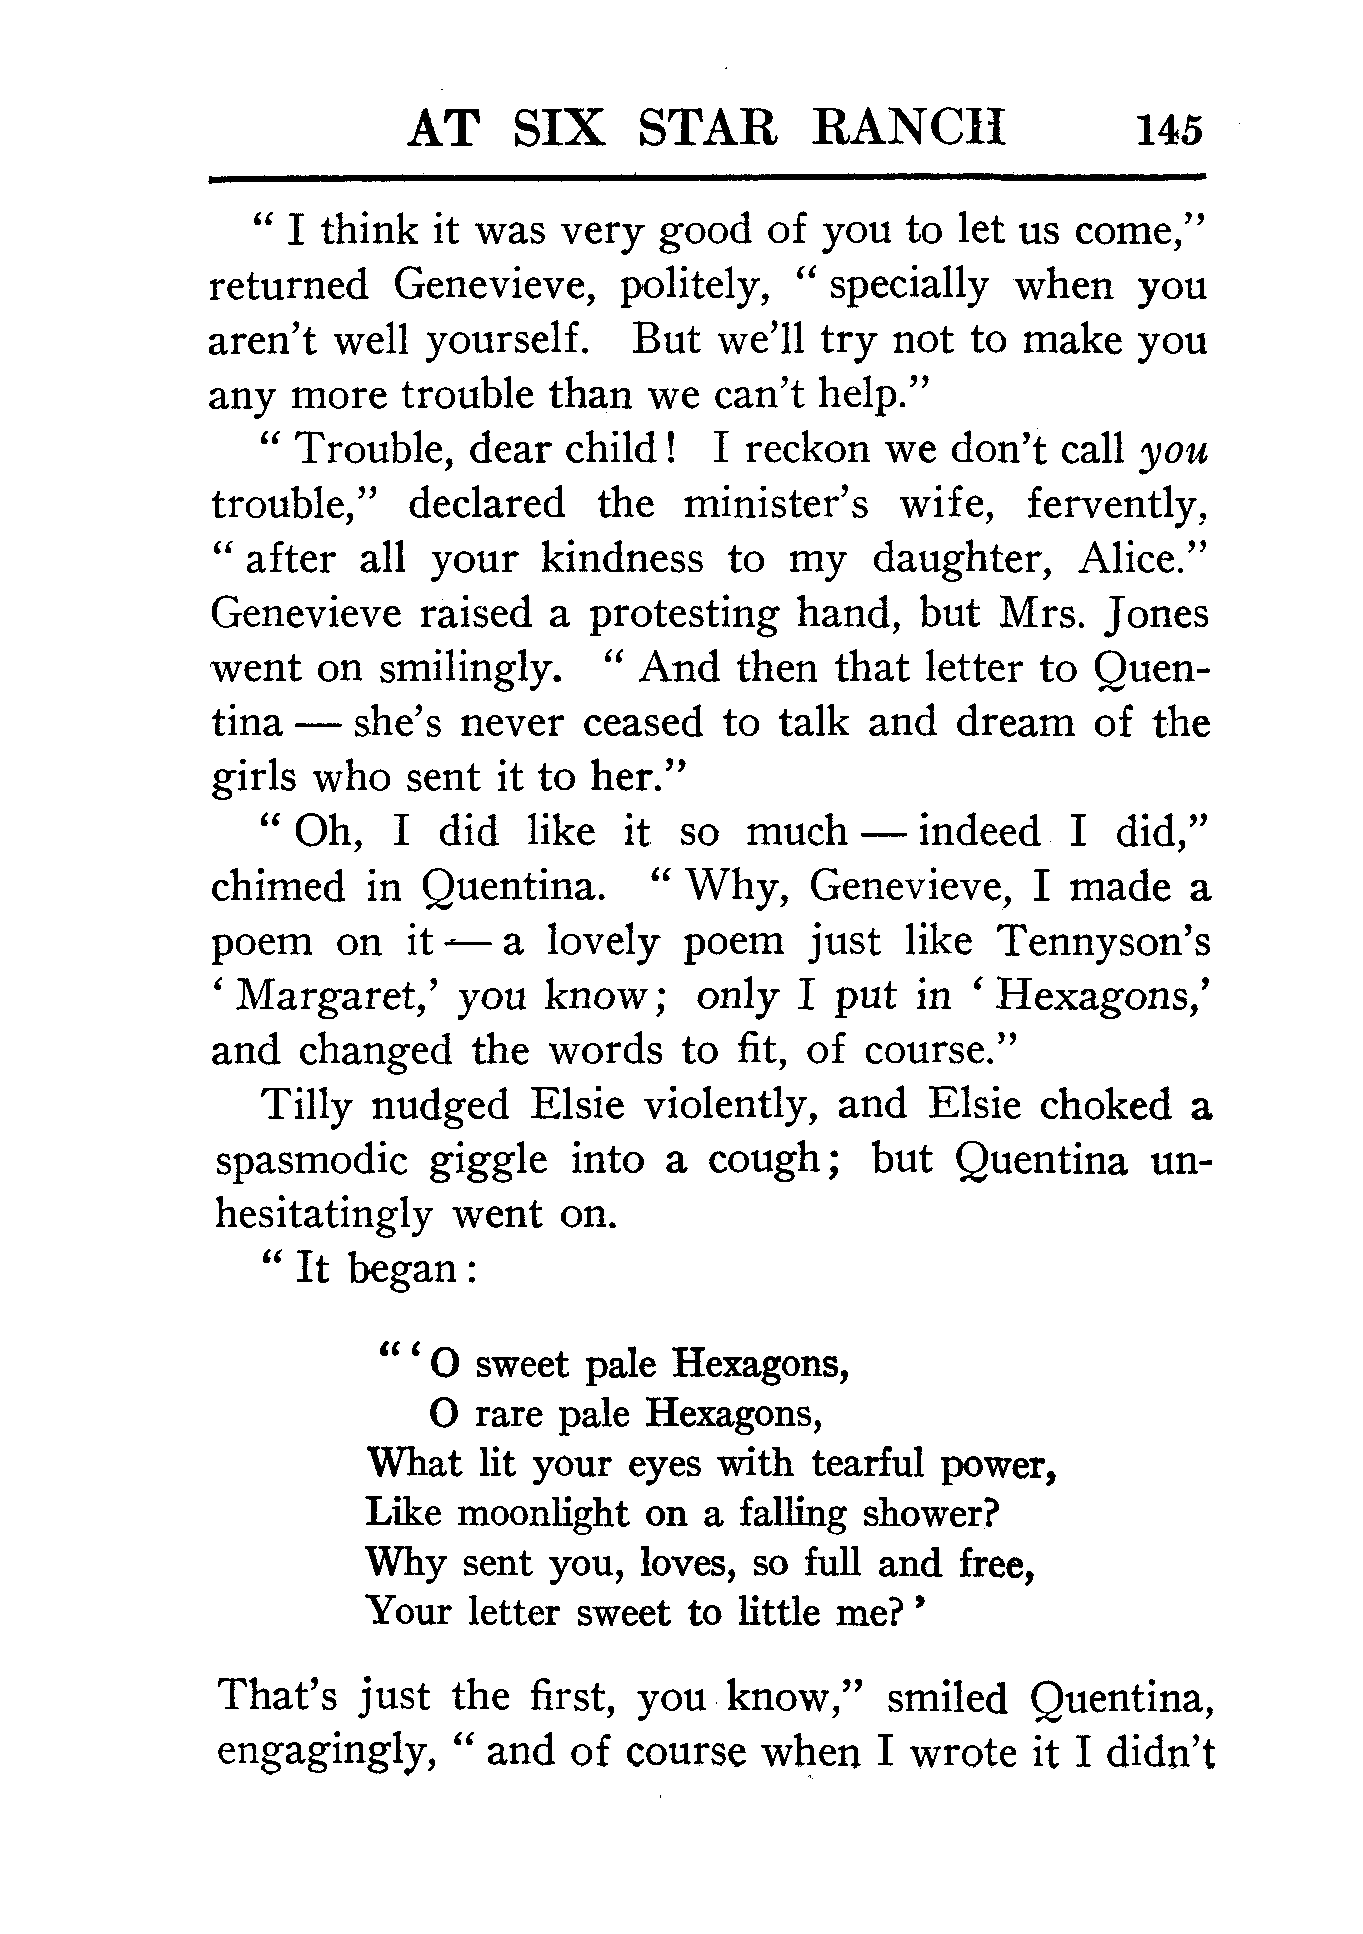 AT SIX STAR RANCH 145
" I think it was very good of you to let us come,"
returned Genevieve, politely, " specially when you
aren't well yourself. But we'll try not to make you
any more trouble than we can't help."
" Trouble, dear child! I reckon we don't call you
trouble," declared the minister's wife, fervently,
" after all your kindness to my daughter, Alice."
Genevieve raised a protesting hand, but Mrs. Jones
went on smilingly. " And then that letter to Quen-
tina — she's never ceased to talk and dream of the
girls who sent it to her."
" Oh, I did like it so much — indeed I did,"
chimed in Quentina. " Why, Genevieve, I made a
poem on it — a lovely poem just like Tennyson's
' Margaret,' you know; only I put in ' Hexagons,'
and changed the words to fit, of course."
Tilly nudged Elsie violently, and Elsie choked a
spasmodic giggle into a cough; but Quentina un-
hesitatingly went on.
" It began:
" ' O sweet pale Hexagons,
O rare pale Hexagons,
What lit your eyes with tearful power,
Like moonlight on a falling shower?
Why sent you, loves, so full and free,
Your letter sweet to little me? '
That's just the first, you know," smiled Quentina,
engagingly, " and of course when I wrote it I didn't